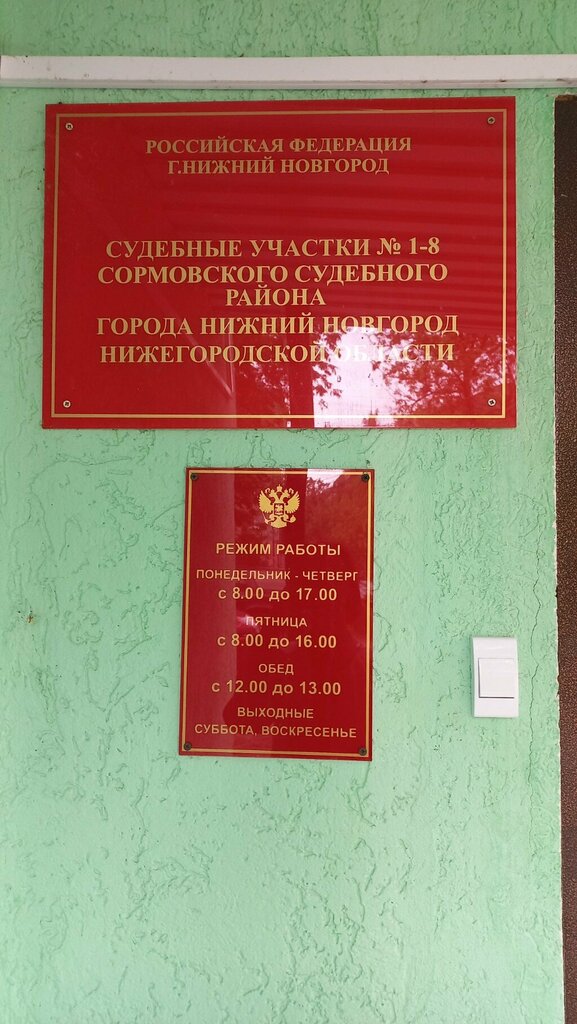 РОССИЙСКАЯ ФЕДЕРАЦИЯ
Г.НИЖНИЙ НОВГОРОД
СУДЕБНЫЕ УЧАСТКИ № 1-8
СОРМОВСКОГО СУДЕБНОГО
РАЙОНА
ГОРОДА НИЖНИЙ НОВГОРОД
НИЖЕГОРОДСКОЙ ОБЛАСТИ
РЕЖИМ РАБОТЫ
ПОНЕДЕЛЬНИК - ЧЕТВЕРГ
с 8.00 до 17.00
ПЯТНИЦА
с 8.00 до 16.00
ОБЕД
с 12.00 до 13.00
ВЫХОДНЫЕ
СУББОТА, ВОСКРЕСЕНЬЕ